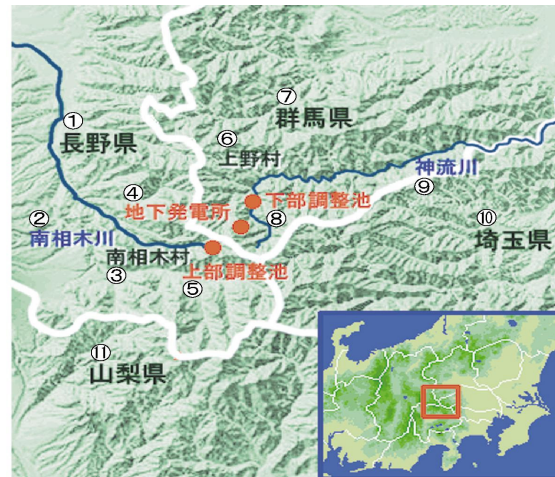 ① 長野県
② 南相木川
③ 南相木村
④ 地下発電所
⑤ 上部調整池
⑥ 上野村
⑦ 群馬県
⑧ 下部調整池
⑨ 神流川
⑩ 埼玉県
⑪ 山梨県